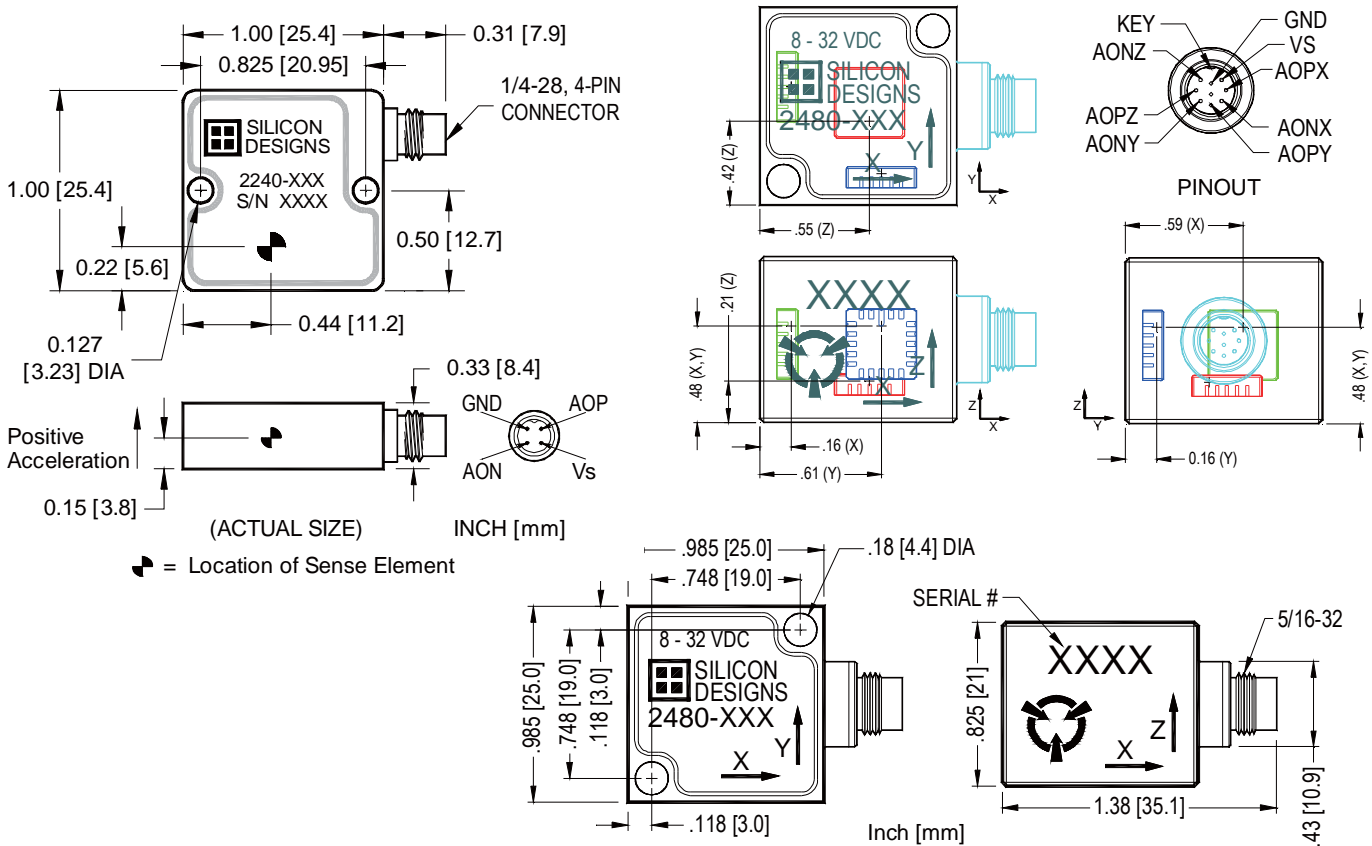 1.00 [25.4]
0.31 [7.9]
0.825 [20.95]
1/4-28, 4-PIN
CONNECTOR
SILICON
DESIGNS
2240-XXX
S/N XXXX
1.00 [25.4]
0.50 [12.7]
0.22 [5.6]
0.44 [11.2]
0.127
[3.23] DIA
0.33 [8.4]
GND
AOP
AON
Vs
Positive
Acceleration
0.15 [3.8]
(ACTUAL SIZE)
INCH [mm]
= Location of Sense Element
8 - 32 VDC
SILICON
DESIGNS
2480-XXX
Y
X
.42 (Z)
.55 (Z)
Y
X
KEY
GND
AONZ
VS
AOPX
AOPZ
AONY
AONX
AOPY
PINOUT
XXXX
Z
X
.21 (Z)
.48 (X,Y)
.16 (X)
.61 (Y)
Z
X
.59 (X)
.48 (X,Y)
Z
Y
0.16 (Y)
.985 [25.0]
.18 [4.4] DIA
.748 [19.0]
8 - 32 VDC
SILICON
DESIGNS
2480-XXX
Y
X
.985 [25.0]
.748 [19.0]
.118 [3.0]
.118 [3.0]
SERIAL #
5/16-32
XXXX
Z
X
.825 [21]
1.38 [35.1]
.43 [10.9]
Inch [mm]